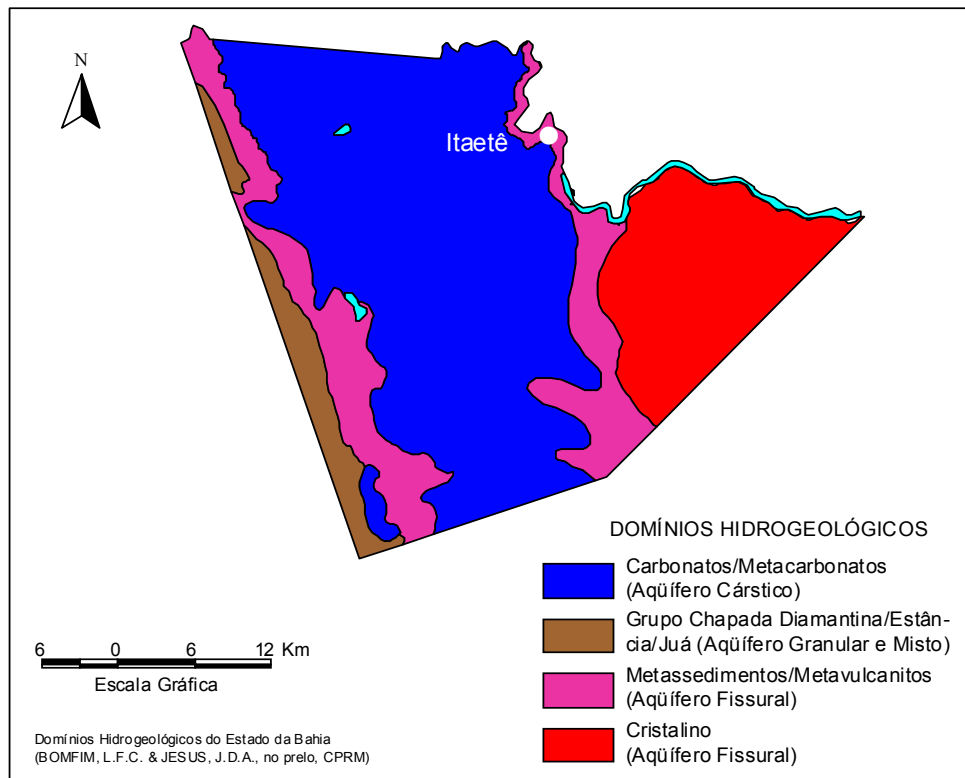 N
Itaetê
DOMÍNIOS HIDROGEOLÓGICOS
Carbonatos/Metacarbonatos
(Aqüífero Cárstico)
Grupo Chapada Diamantina/Estân-
cia/Juá (Aqüífero Granular e Misto)
Metassedimentos/Metavulcanitos
(Aqüífero Fissural)
Cristalino
(Aqüífero Fissural)
6 0 6 12 Km
Escala Gráfica
Domínios Hidrogeológicos do Estado da Bahia
(BOMFIM, L.F.C. & JESUS, J.D.A., no prelo, CPRM)